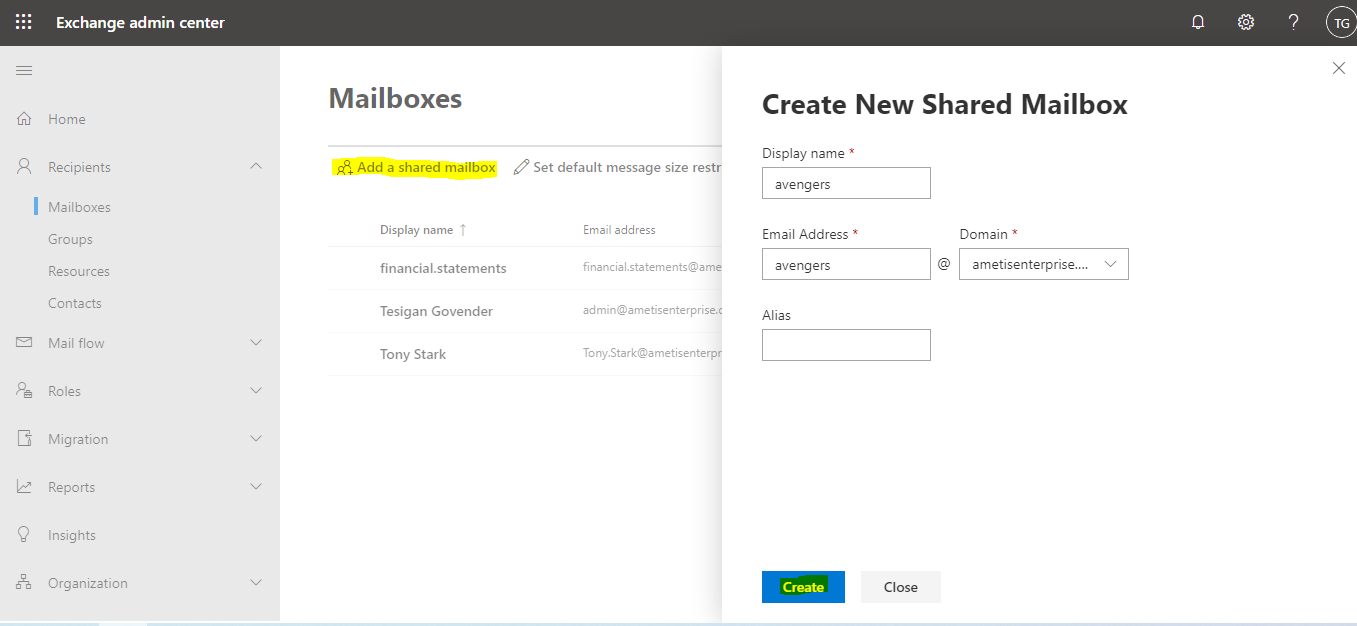 Exchange admin center
TG
Home
Recipients
Mailboxes
Groups
Resources
Contacts
Mail flow
Roles
Migration
Reports
Insights
Organization
Mailboxes
Add a shared mailbox Set default message size restr
Display name ↑ Email address
financial.statements financial.statements@ame
Tesigan Govender admin@ametisenterprise.c
Tony Stark Tony.Stark@ametisenterpr
Create New Shared Mailbox
Display name *
avengers
Email Address * Domain *
avengers @ ametisenterprise....
Alias
Create Close